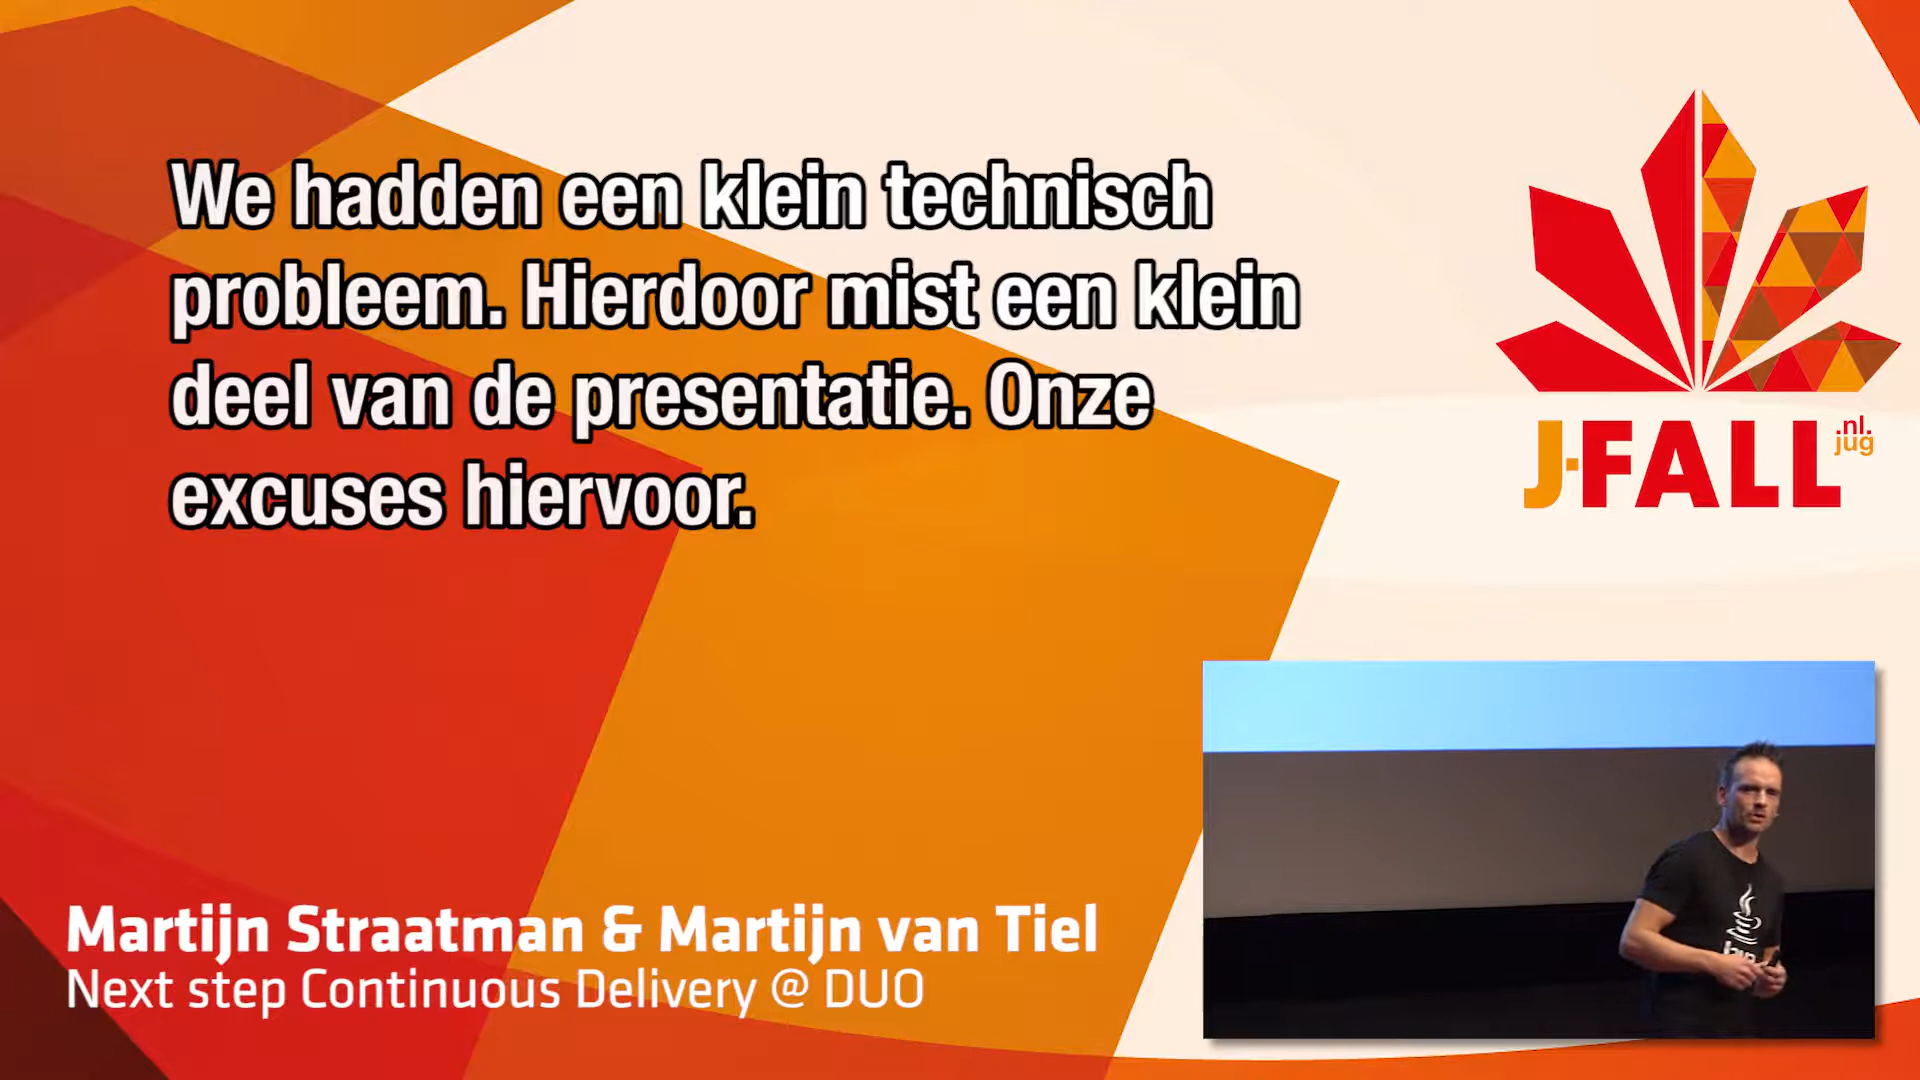 We hadden een klein technisch
probleem. Hierdoor mist een klein
deel van de presentatie. Onze
excuses hiervoor.
J-FALL
.nl.
jug
Martijn Straatman & Martijn van Tiel
Next step Continuous Delivery @ DUO